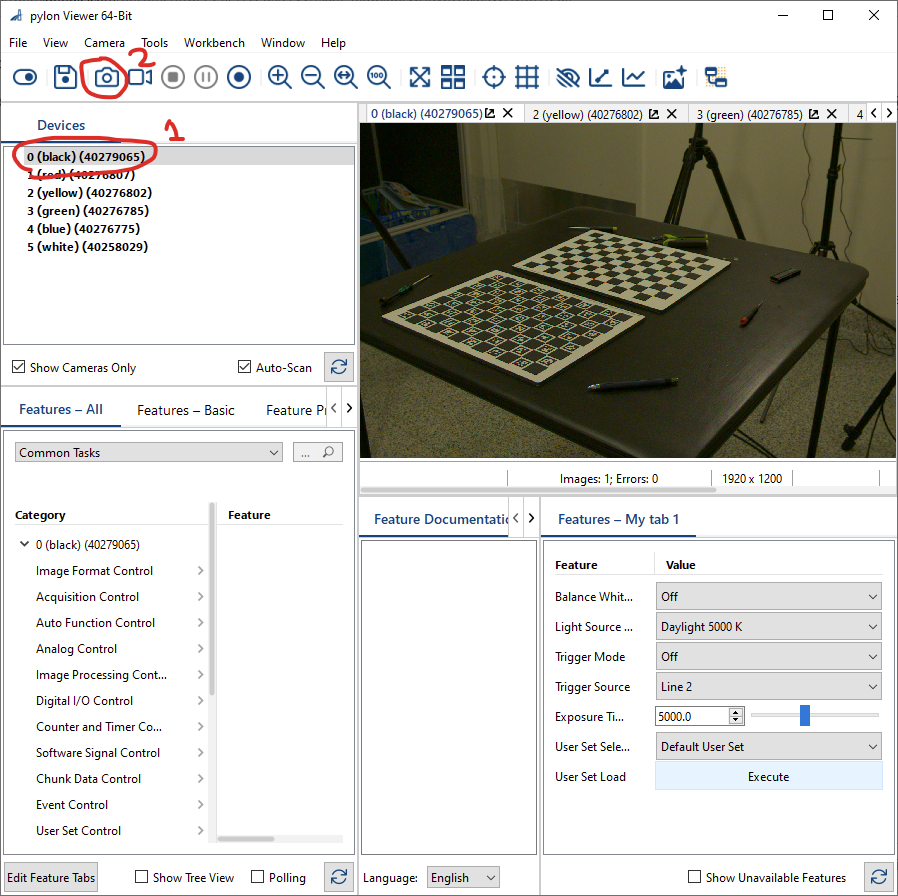 pylon Viewer 64-Bit
File View Camera Tools Workbench Window Help
2
100
Devices
1
0 (black) (40279065)
1 (red) (40276807)
2 (yellow) (40276802)
3 (green) (40276785)
4 (blue) (40276775)
5 (white) (40258029)
Show Cameras Only
Auto-Scan
0 (black) (40279065) 2 (yellow) (40276802) 3 (green) (40276785) 4
Images: 1; Errors: 0
1920 x 1200
Features – All Features – Basic Feature Pr
Common Tasks
...
Category
Feature
0 (black) (40279065)
Image Format Control
Acquisition Control
Auto Function Control
Analog Control
Image Processing Cont...
Digital I/O Control
Counter and Timer Co...
Software Signal Control
Chunk Data Control
Event Control
User Set Control
Edit Feature Tabs
Show Tree View
Polling
Feature Documentatio
Language: English
Features – My tab 1
Feature Value
Balance Whit... Off
Light Source ... Daylight 5000 K
Trigger Mode Off
Trigger Source Line 2
Exposure Ti... 5000.0
User Set Sele... Default User Set
User Set Load Execute
Show Unavailable Features